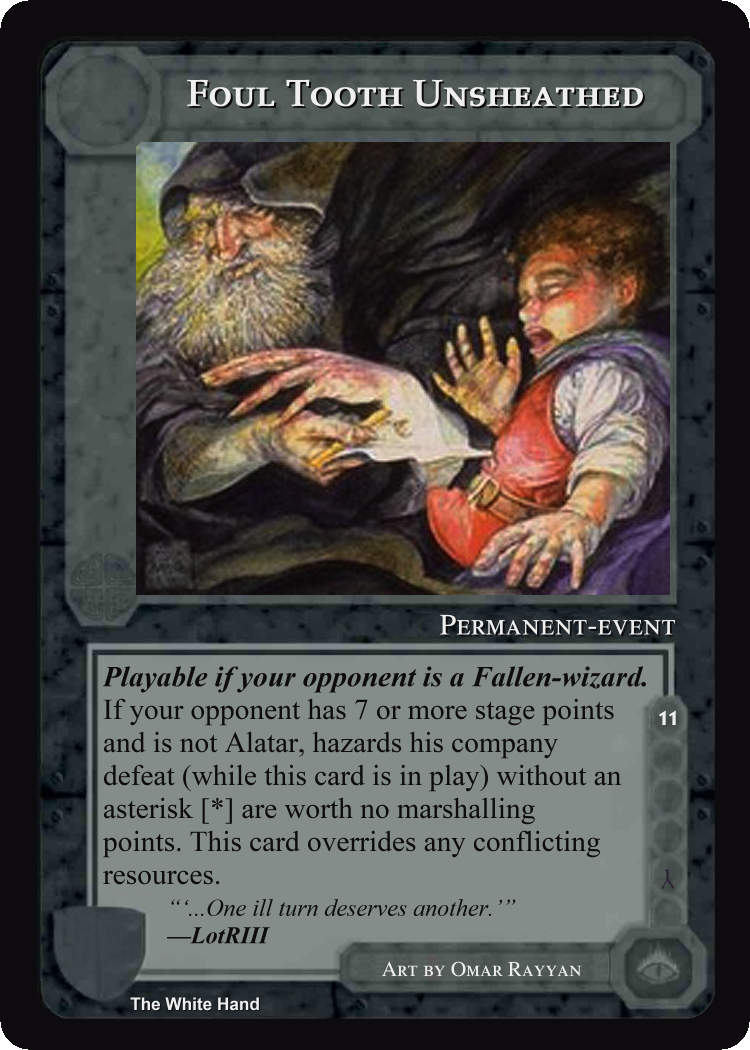 Foul Tooth Unsheathed
Permanent-event
Playable if your opponent is a Fallen-wizard.
If your opponent has 7 or more stage points
and is not Alatar, hazards his company
defeat (while this card is in play) without an
asterisk [*] are worth no marshalling
points. This card overrides any conflicting
resources.
11
“‘...One ill turn deserves another.’”
—LotRIII
Art by Omar Rayyan
The White Hand